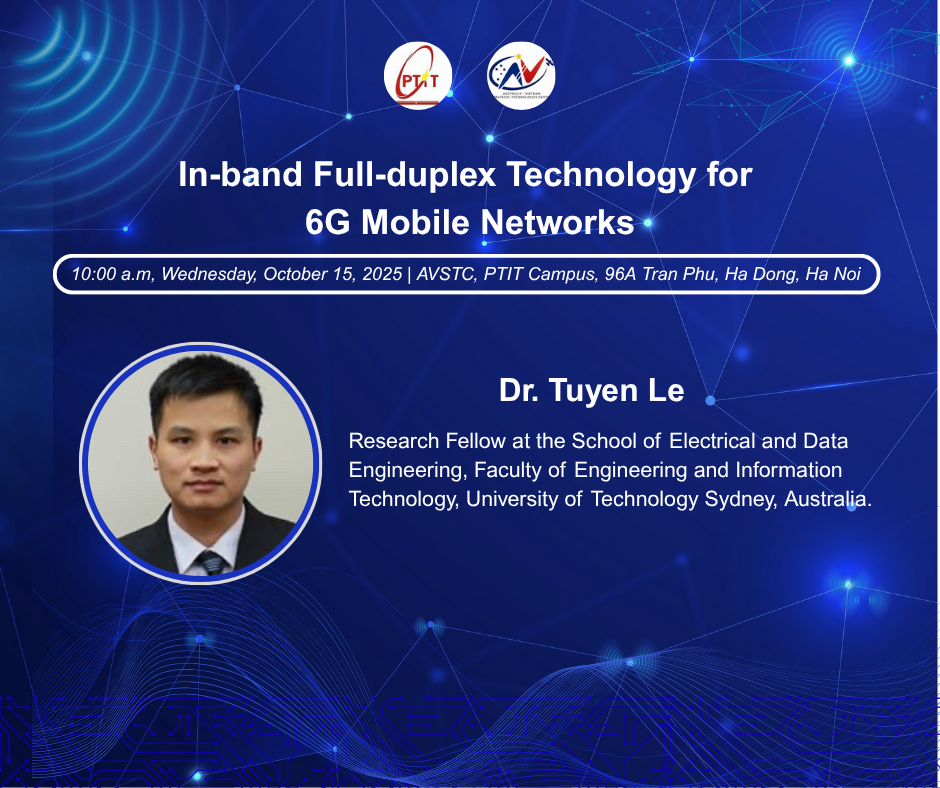 PTIT
AV
In-band Full-duplex Technology for
6G Mobile Networks
10:00 a.m, Wednesday, October 15, 2025 | AVSTC, PTIT Campus, 96A Tran Phu, Ha Dong, Ha Noi
Dr. Tuyen Le
Research Fellow at the School of Electrical and Data
Engineering, Faculty of Engineering and Information
Technology, University of Technology Sydney, Australia.